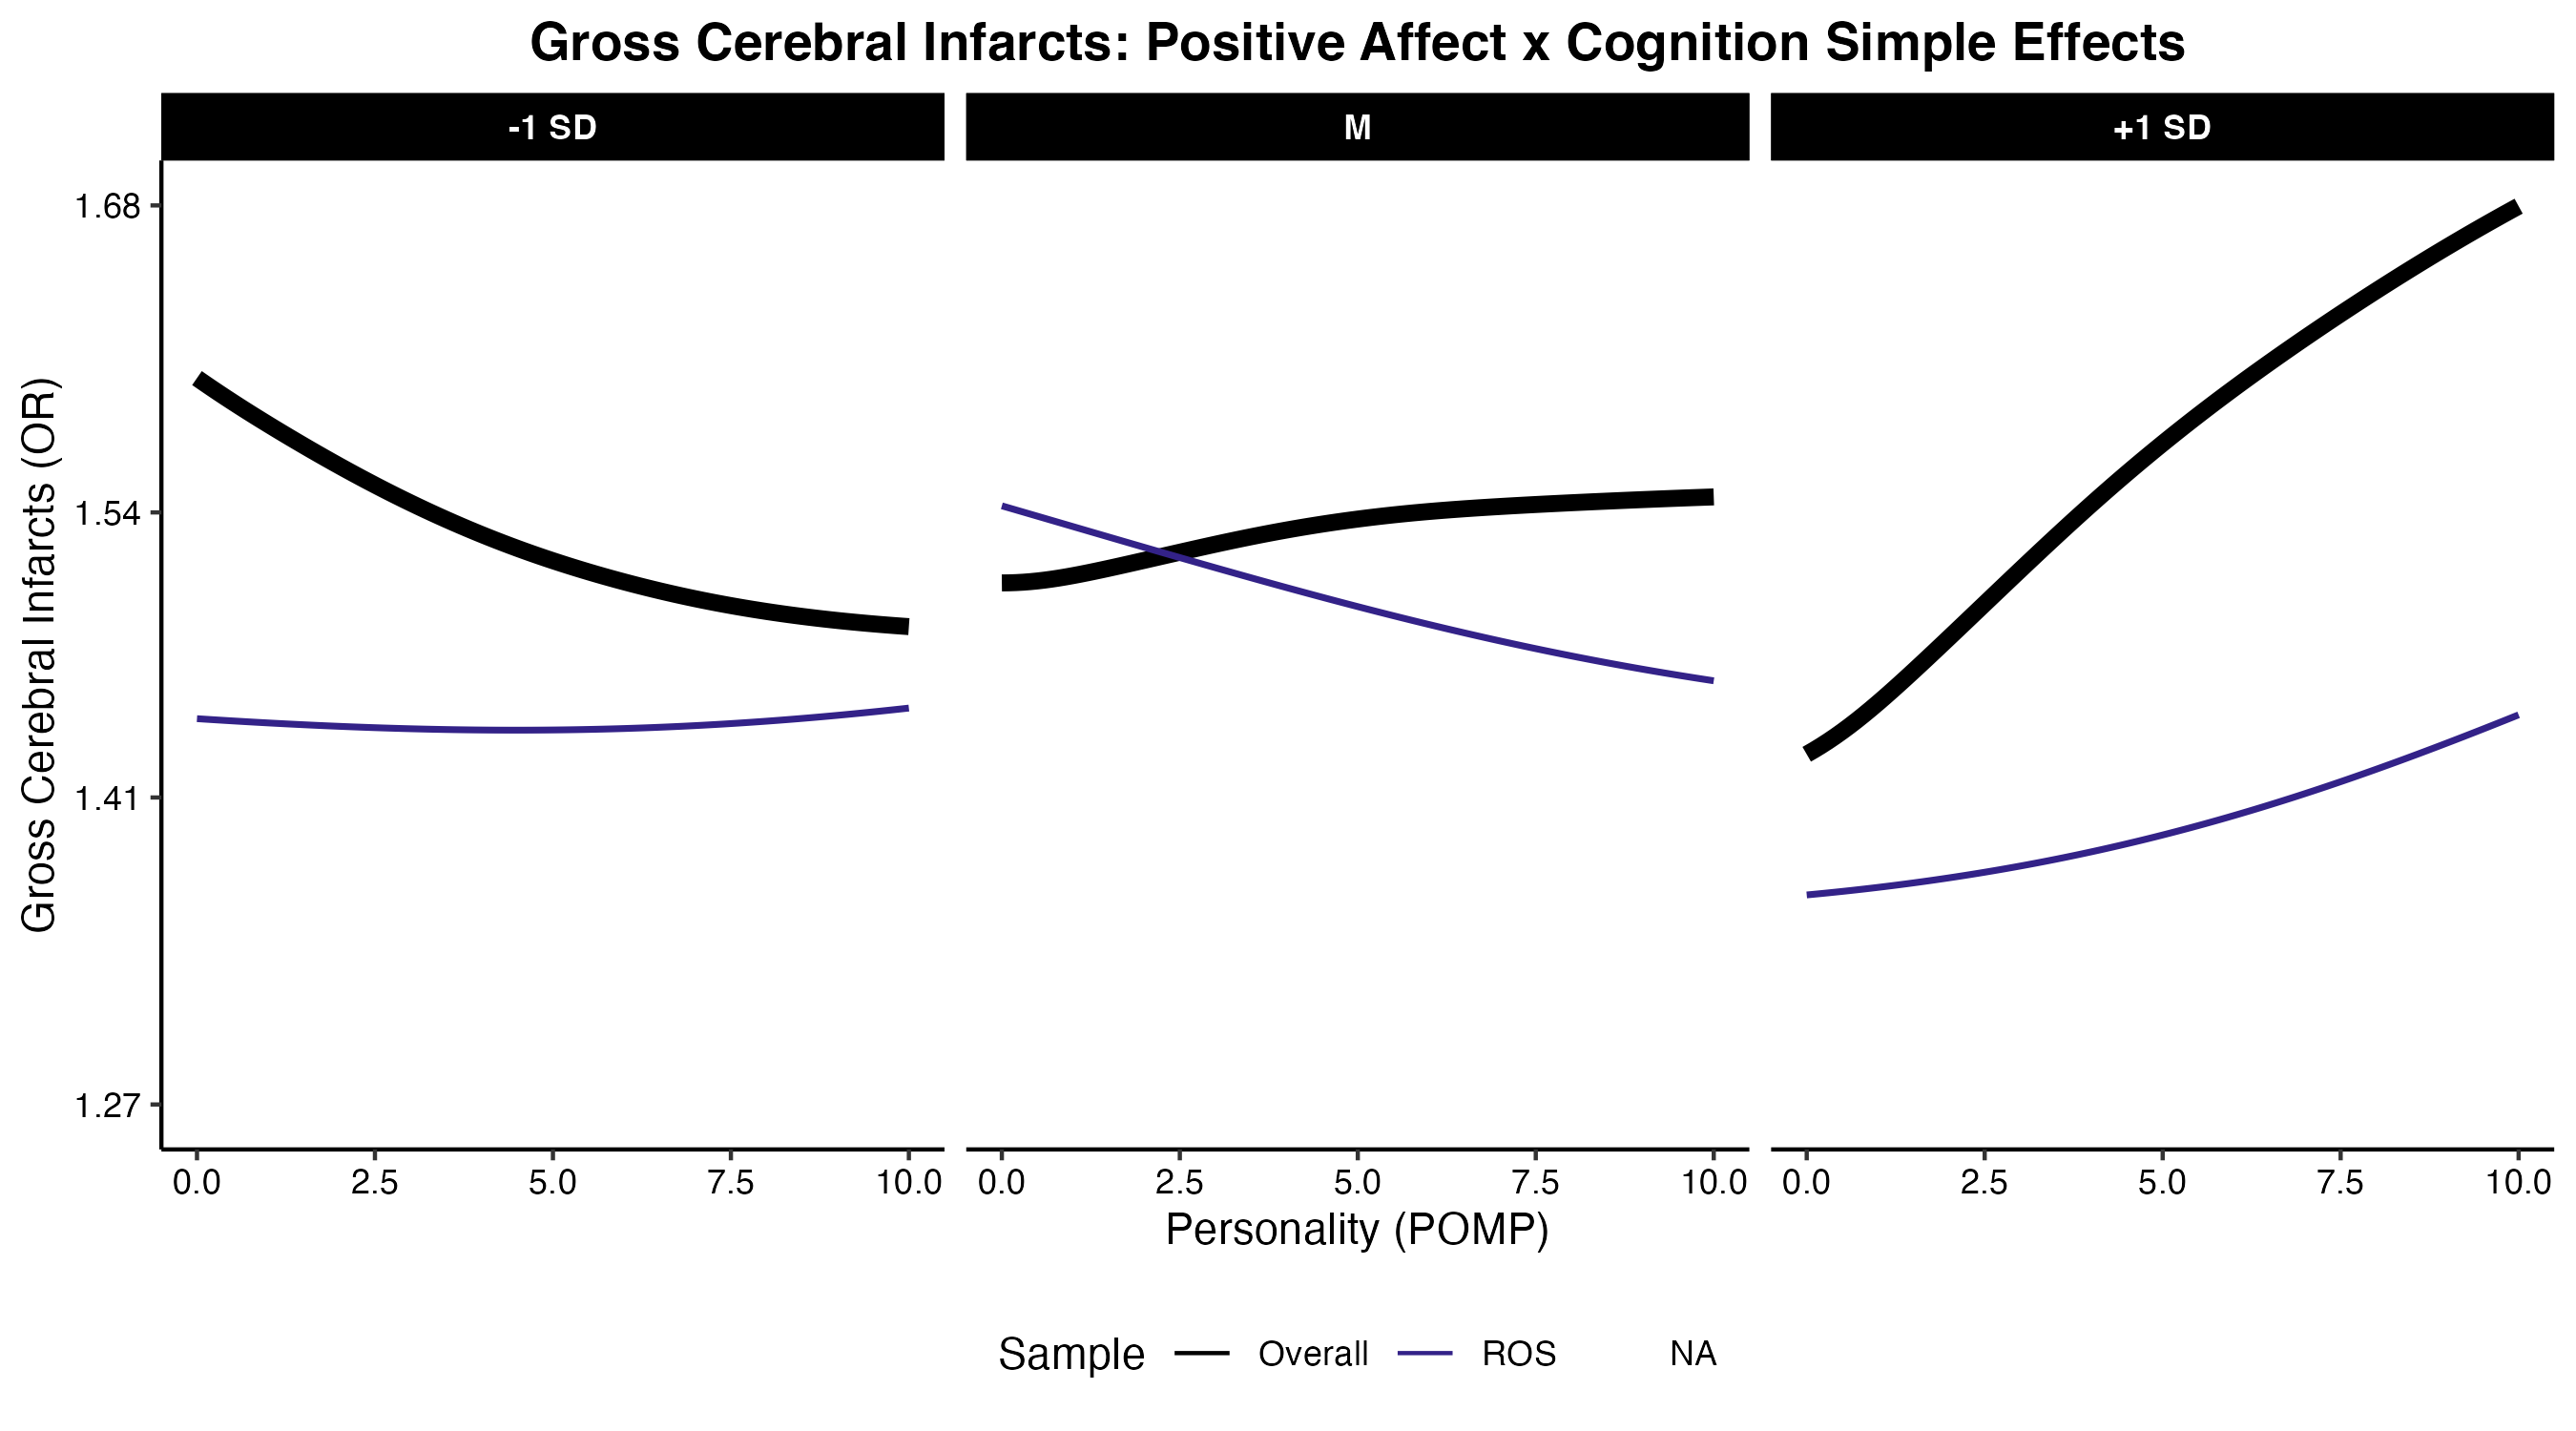 Gross Cerebral Infarcts: Positive Affect x Cognition Simple Effects
-1 SD
M
+1 SD
Gross Cerebral Infarcts (OR)
1.68
1.54
1.41
1.27
0.0 2.5 5.0 7.5 10.0
0.0 2.5 5.0 7.5 10.0
0.0 2.5 5.0 7.5 10.0
Personality (POMP)
Sample Overall ROS NA